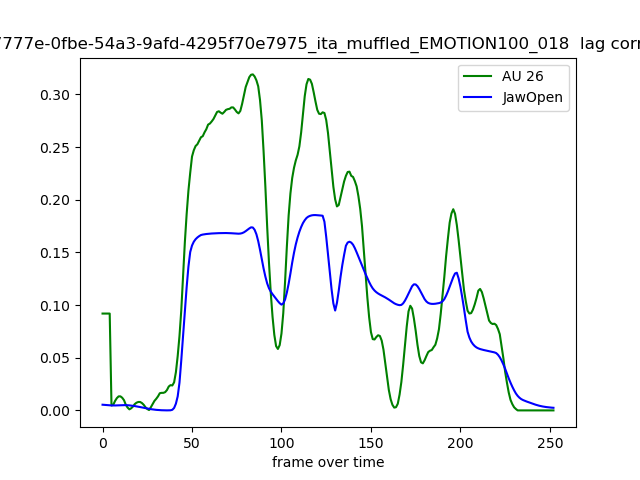 7777e-0fbe-54a3-9afd-4295f70e7975_ita_muffled_EMOTION100_018 lag corr
AU 26
JawOpen
0.30
0.25
0.20
0.15
0.10
0.05
0.00
0 50 100 150 200 250
frame over time